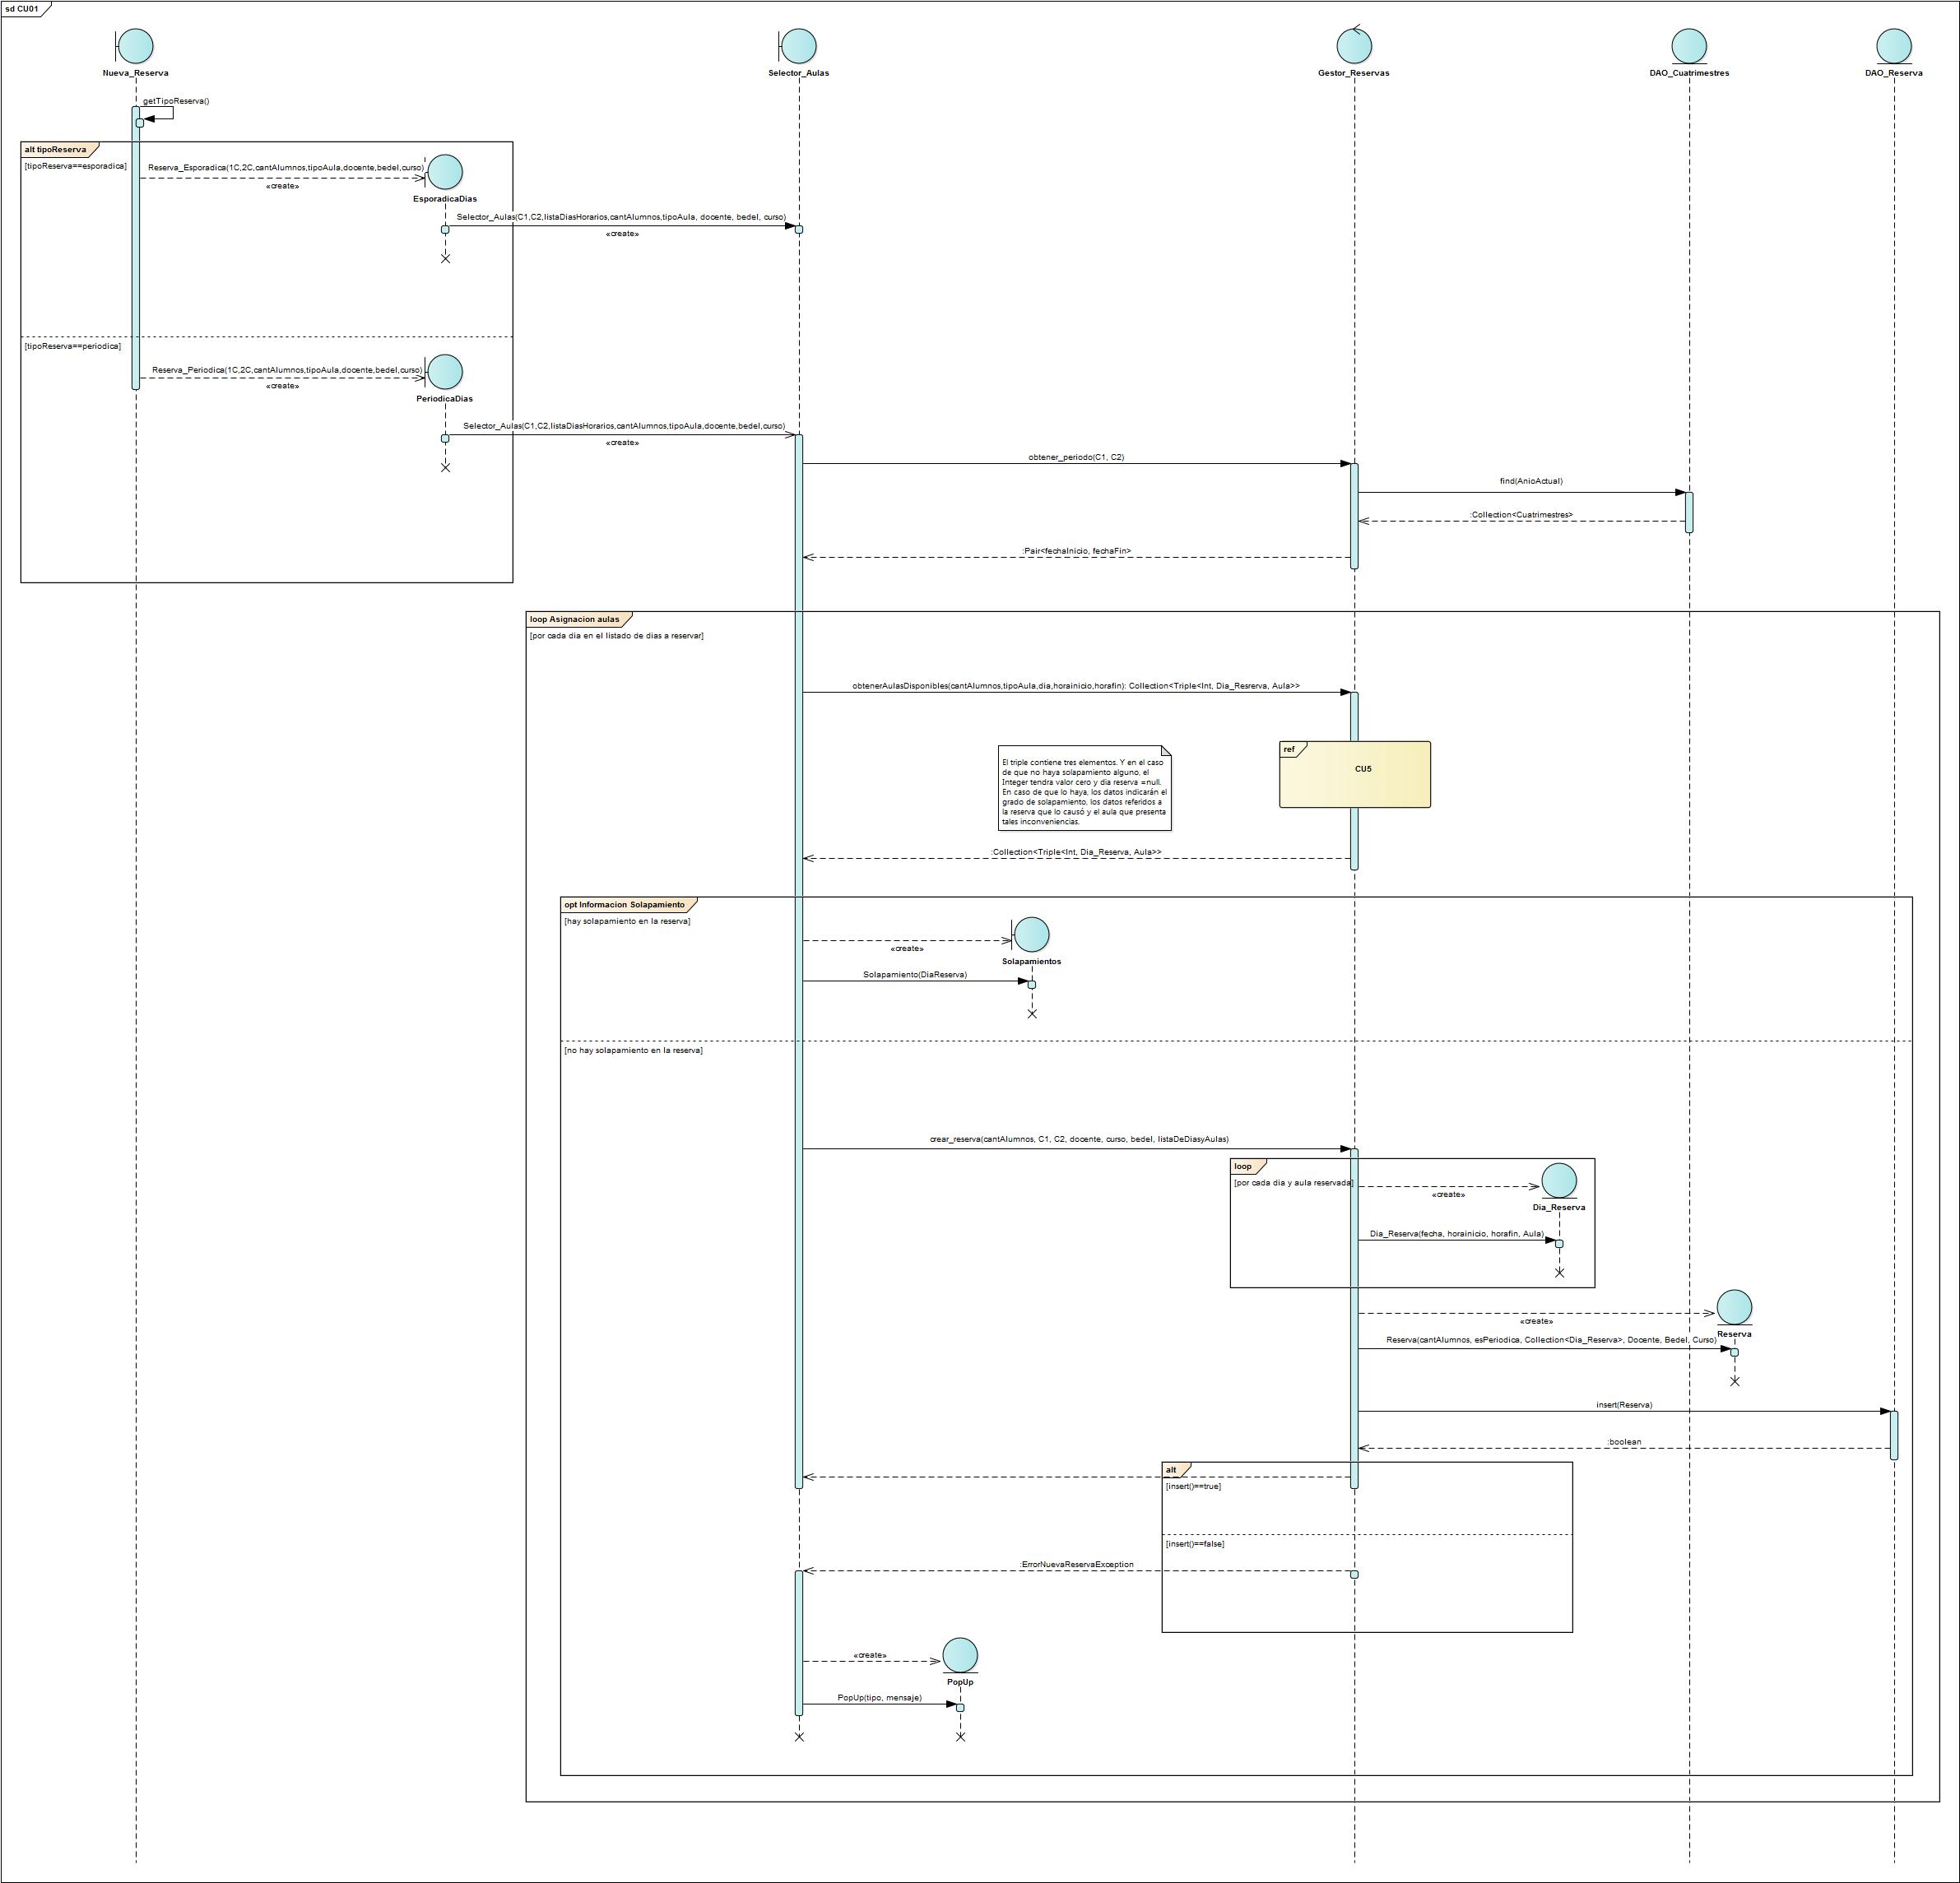 sd CU01
Nueva_Reserva
Selector_Aulas
Gestor_Reservas
DAO_Cuatrimestres
DAO_Reserva
getTipoReserva()
alt tipoReserva
[tipoReserva==esporadica]
Reserva_Esporadica(1C,2C,cantAlumnos,tipoAula,docente,bedel,curso)
«create»
EsporadicaDias
Selector_Aulas(C1,C2,listaDiasHorarios,cantAlumnos,tipoAula, docente, bedel, curso)
«create»
[tipoReserva==periodica]
Reserva_Periodica(1C,2C,cantAlumnos,tipoAula,docente,bedel,curso)
«create»
PeriodicaDias
Selector_Aulas(C1,C2,listaDiasHorarios,cantAlumnos,tipoAula,docente,bedel,curso)
«create»
obtener_periodo(C1, C2)
find(AnioActual)
:Collection<Cuatrimestres>
:Pair<fechaInicio, fechaFin>
loop Asignacion aulas
[por cada dia en el listado de dias a reservar]
obtenerAulasDisponibles(cantAlumnos,tipoAula,dia,horainicio,horafin): Collection<Triple<Int, Dia_Resrerva, Aula>>
ref
CU5
El triple contiene tres elementos. Y en el caso
de que no haya solapamiento alguno, el
Integer tendra valor cero y dia reserva =null.
En caso de que lo haya, los datos indicarán el
grado de solapamiento, los datos referidos a
la reserva que lo causó y el aula que presenta
tales inconveniencias.
:Collection<Triple<Int, Dia_Reserva, Aula>>
opt Informacion Solapamiento
[hay solapamiento en la reserva]
«create»
Solapamientos
Solapamiento(DiaReserva)
[no hay solapamiento en la reserva]
crear_reserva(cantAlumnos, C1, C2, docente, curso, bedel, listaDeDiasyAulas)
loop
[por cada dia y aula reservada]
«create»
Dia_Reserva
Dia_Reserva(fecha, horainicio, horafin, Aula)
«create»
Reserva
Reserva(cantAlumnos, esPeriodica, Collection<Dia_Reserva>, Docente, Bedel, Curso)
insert(Reserva)
:boolean
alt
[insert()==true]
[insert()==false]
:ErrorNuevaReservaException
«create»
PopUp
PopUp(tipo, mensaje)